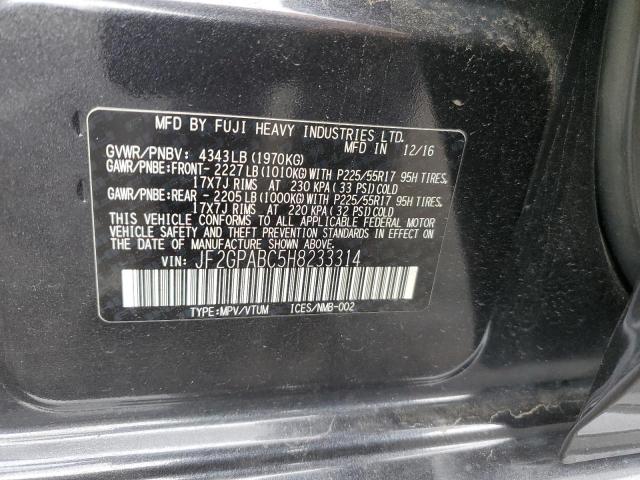 MFD BY FUJI HEAVY INDUSTRIES LTD.
MFD. IN 12/16
GVWR/PNBV: 4343LB (1970KG)
GAWR/PNBE:FRONT- 2227LB (1010KG) WITH P225/55R17 95H TIRES,
17X7J RIMS AT 230 KPA (33 PSI) COLD
GAWR/PNBE:REAR - 2205LB (1000KG) WITH P225/55R17 95H TIRES,
17X7J RIMS AT 220 KPA (32 PSI) COLD
THIS VEHICLE CONFORMS TO ALL APPLICABLE FEDERAL MOTOR
VEHICLE SAFETY AND THEFT PREVENTION STANDARDS IN
EFFECT ON THE DATE OF MANUFACTURE SHOWN ABOVE.
VIN: JF2GPABC5H8233314
TYPE:MPV/VTUM ICES/NMB-002